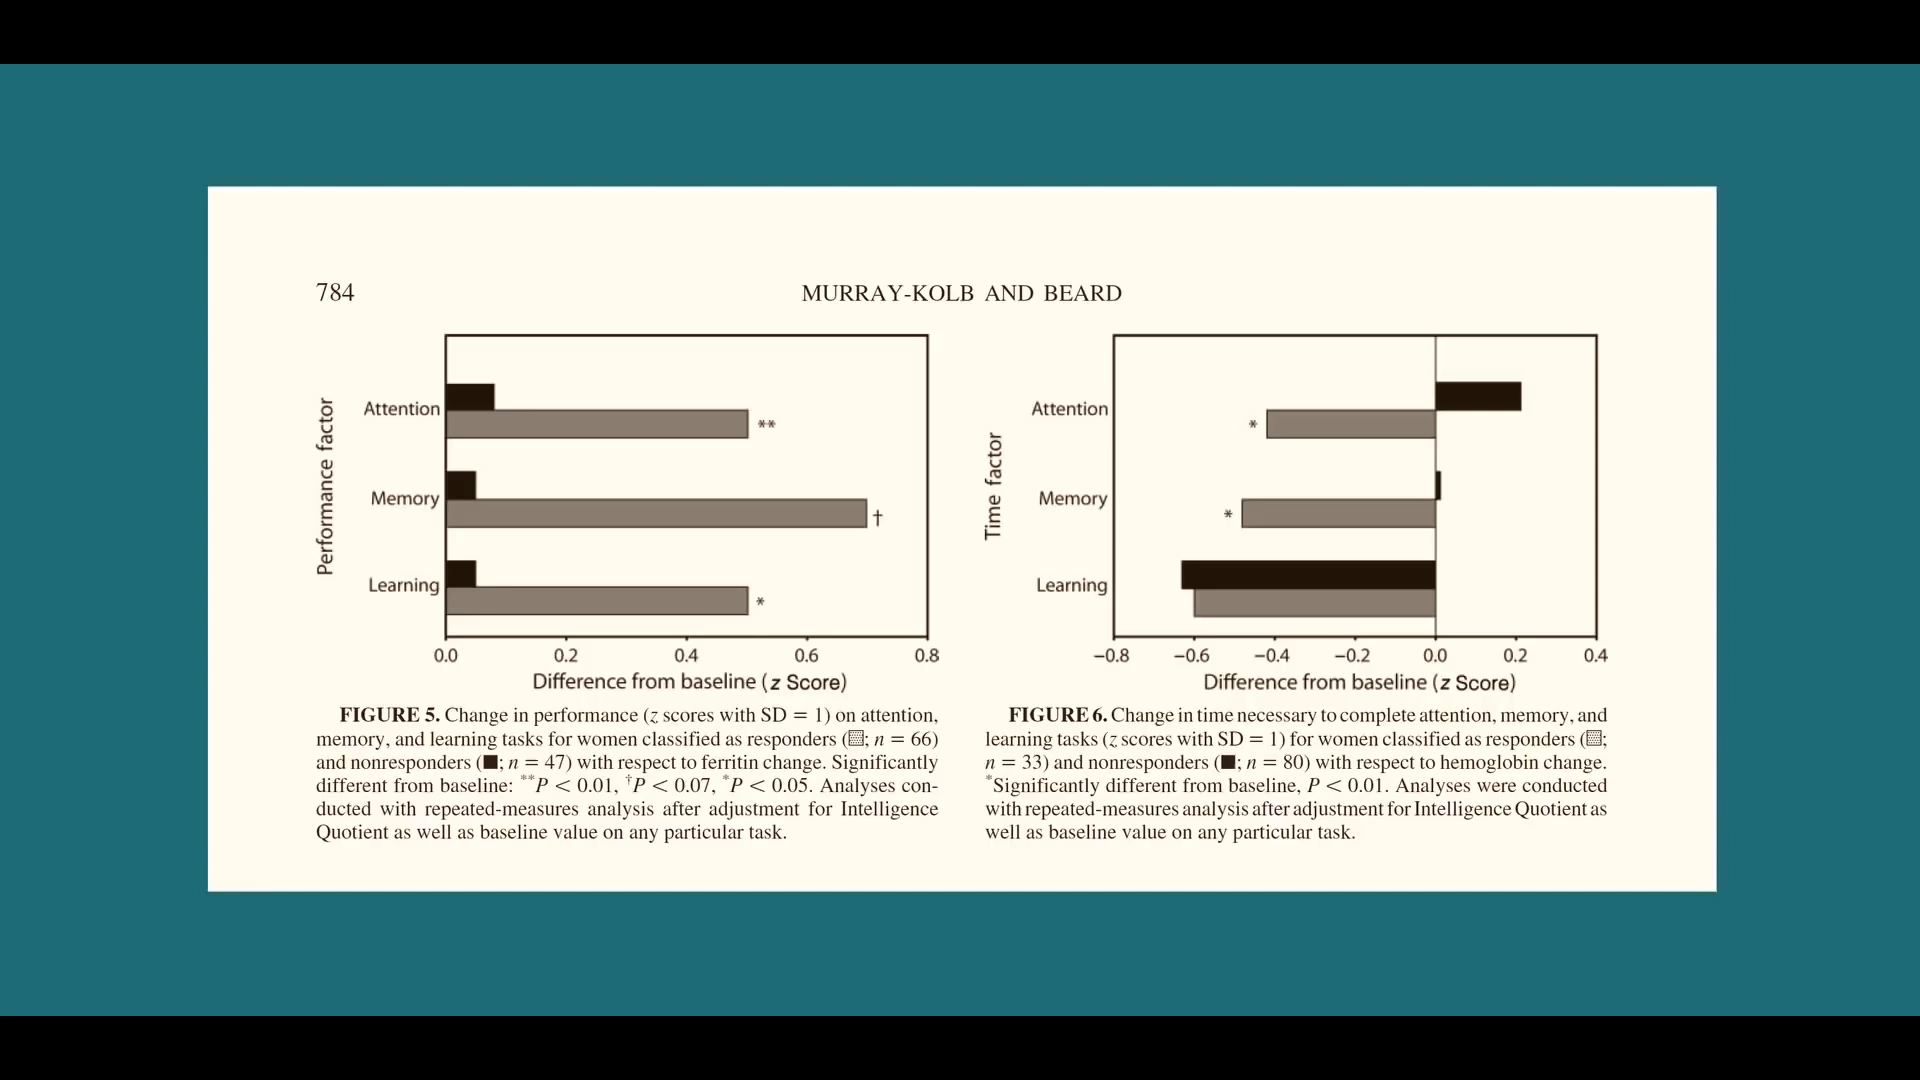 784
MURRAY-KOLB AND BEARD
Performance factor
Attention
**
Memory
†
Learning
*
0.0 0.2 0.4 0.6 0.8
Difference from baseline (z Score)
FIGURE 5. Change in performance (z scores with SD = 1) on attention,
memory, and learning tasks for women classified as responders (▒; n = 66)
and nonresponders (■; n = 47) with respect to ferritin change. Significantly
different from baseline: **P < 0.01, †P < 0.07, *P < 0.05. Analyses con-
ducted with repeated-measures analysis after adjustment for Intelligence
Quotient as well as baseline value on any particular task.
Time factor
Attention
*
Memory
*
Learning
−0.8 −0.6 −0.4 −0.2 0.0 0.2 0.4
Difference from baseline (z Score)
FIGURE 6. Change in time necessary to complete attention, memory, and
learning tasks (z scores with SD = 1) for women classified as responders (▒;
n = 33) and nonresponders (■; n = 80) with respect to hemoglobin change.
*Significantly different from baseline, P < 0.01. Analyses were conducted
with repeated-measures analysis after adjustment for Intelligence Quotient as
well as baseline value on any particular task.